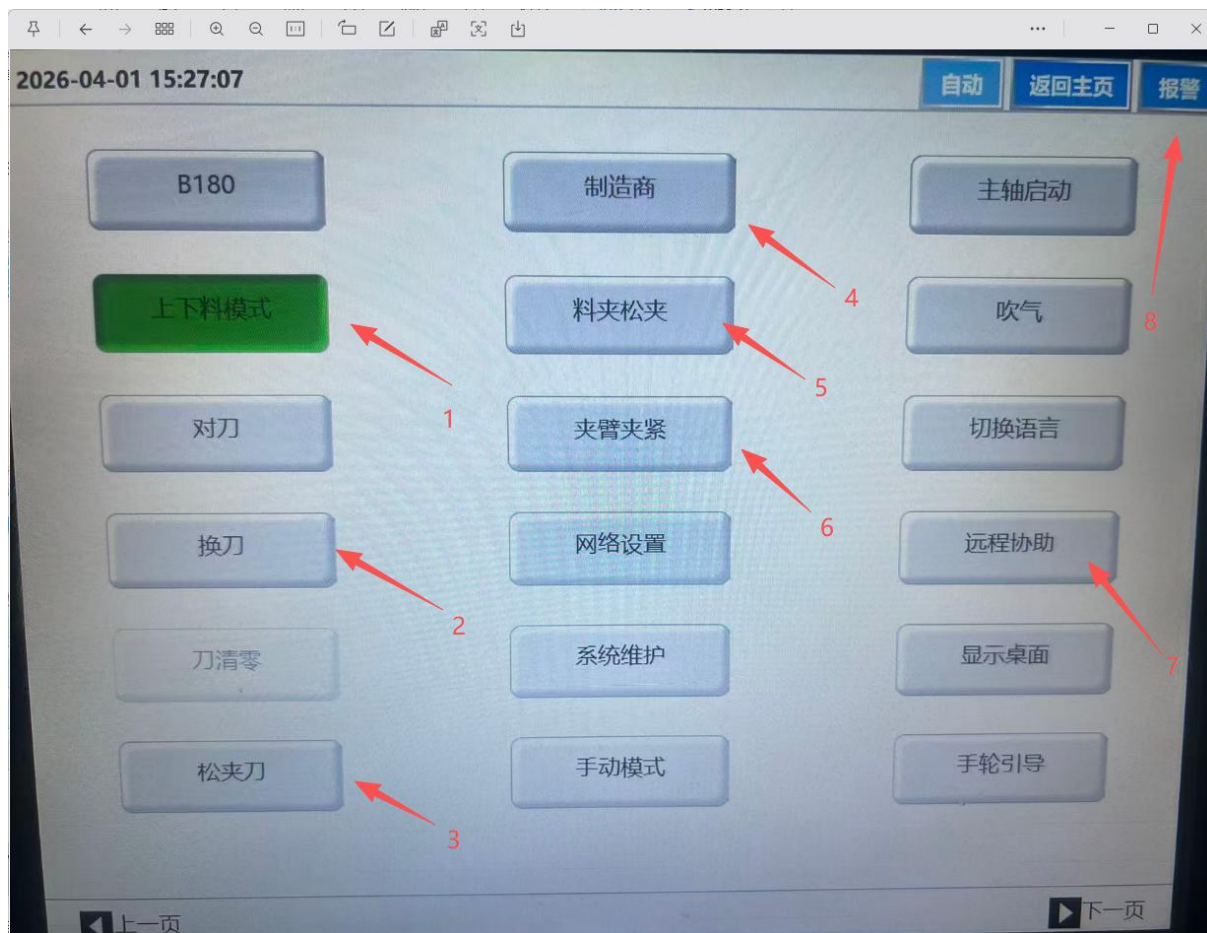 2026-04-01 15:27:07
自动
返回主页
报警
B180
制造商
主轴启动
上下料模式
料夹松夹
吹气
4
8
1
5
对刀
夹臂夹紧
切换语言
6
换刀
网络设置
远程协助
2
7
刀清零
系统维护
显示桌面
松夹刀
手动模式
手轮引导
3
上一页
下一页